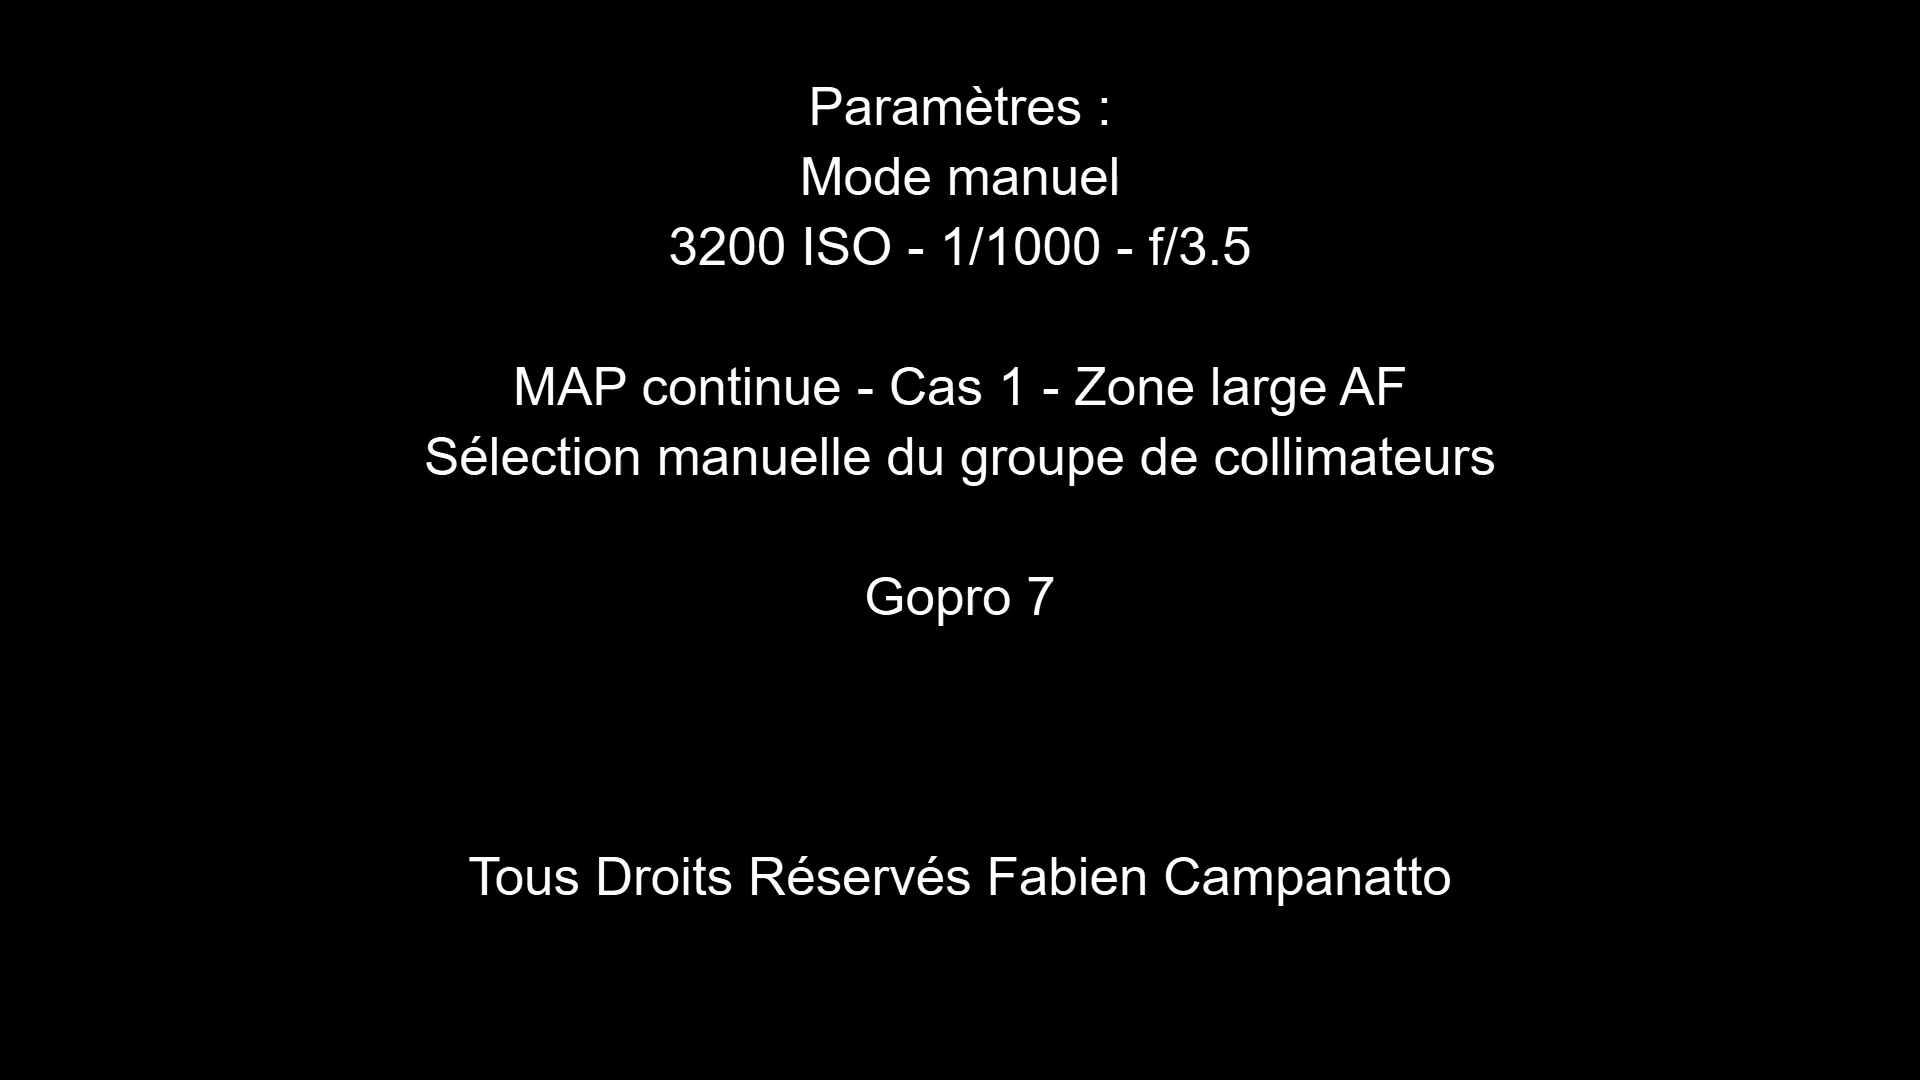 Paramètres :
Mode manuel
3200 ISO - 1/1000 - f/3.5
MAP continue - Cas 1 - Zone large AF
Sélection manuelle du groupe de collimateurs
Gopro 7
Tous Droits Réservés Fabien Campanatto